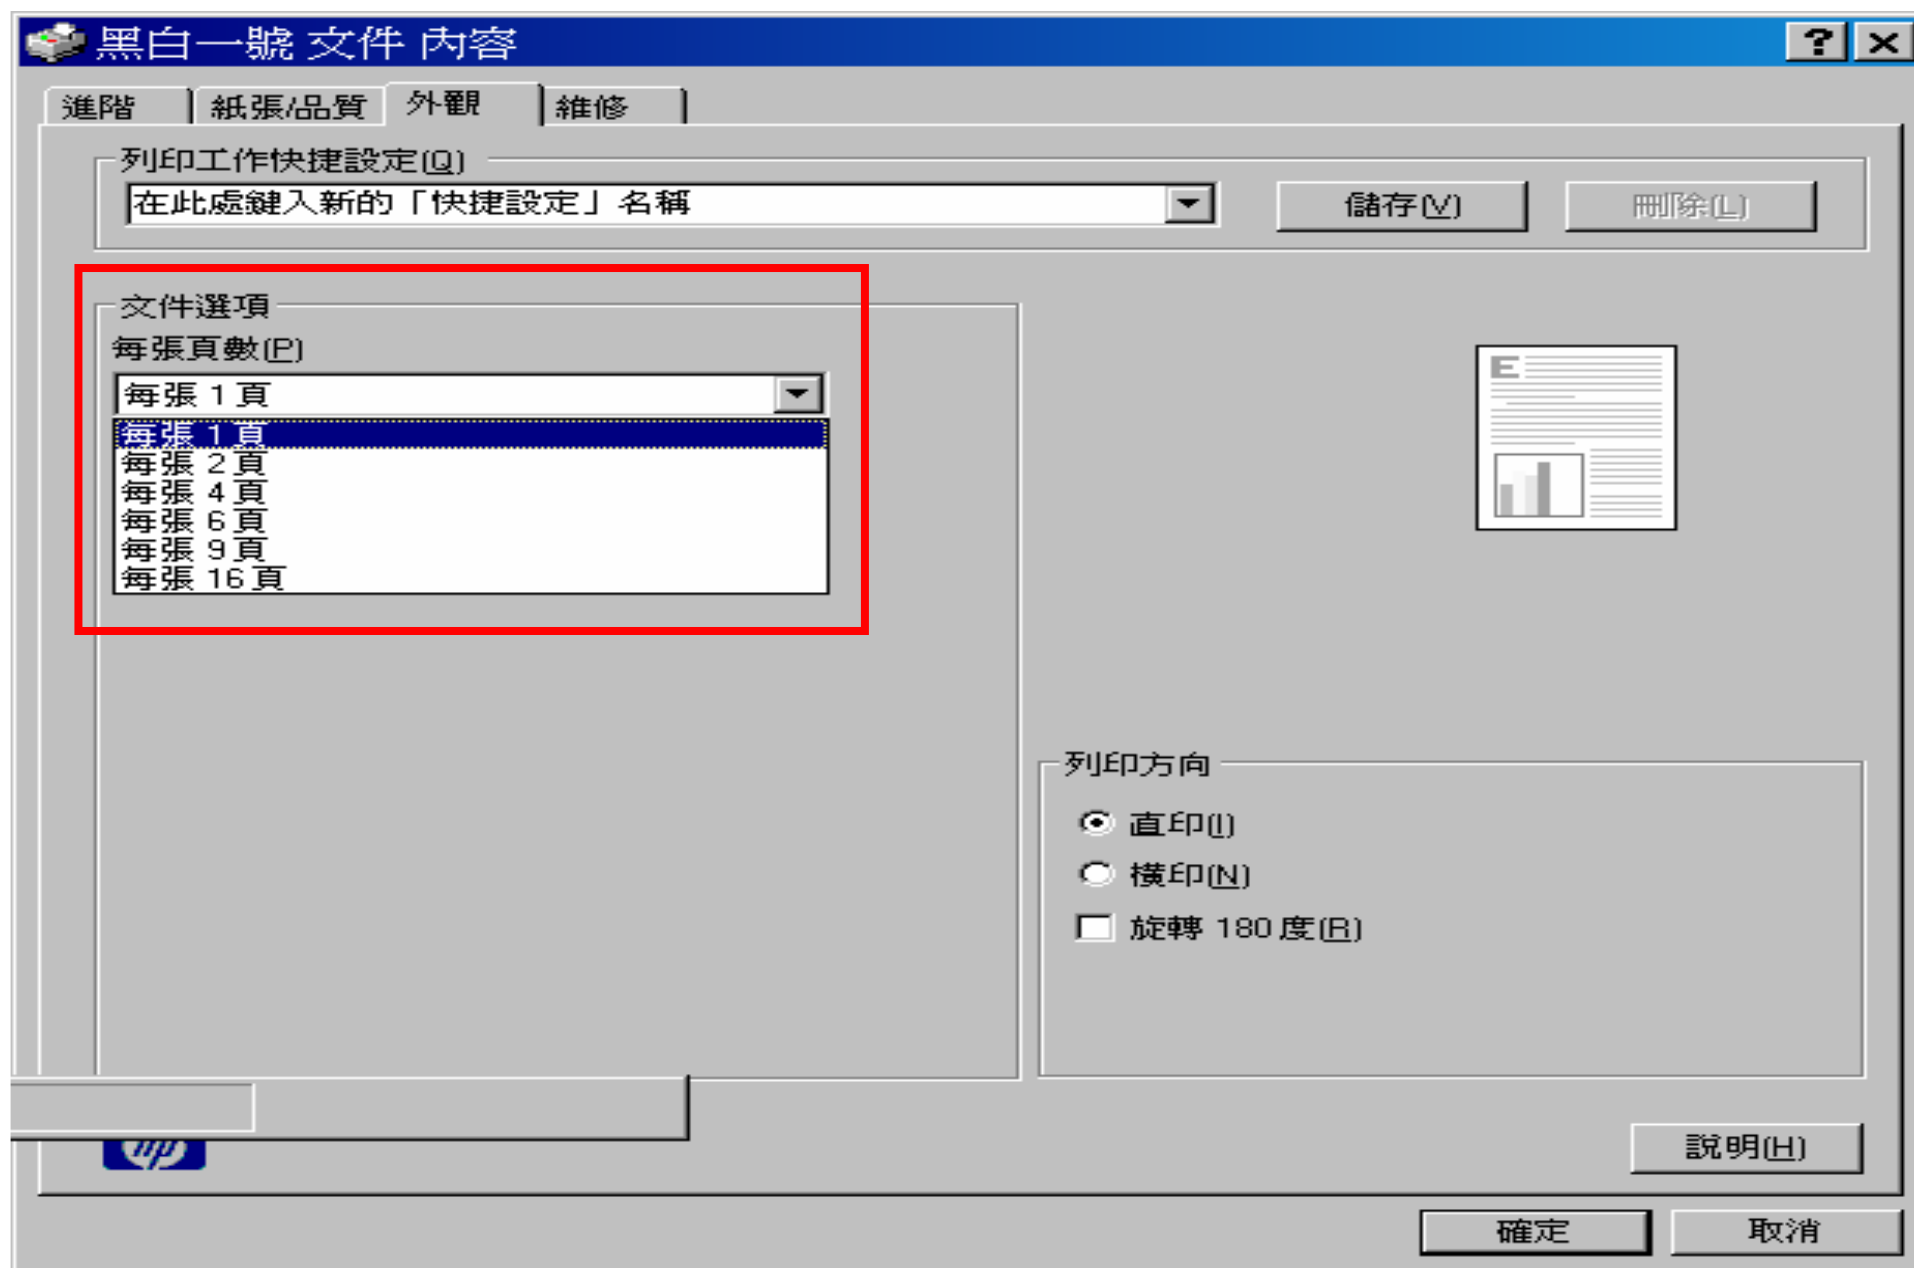 黑白一號 文件 內容
進階 紙張/品質 外觀 維修
列印工作快捷設定(Q)
在此處鍵入新的「快捷設定」名稱
儲存(V) 刪除(L)
文件選項
每張頁數(P)
每張 1 頁
每張 1 頁
每張 2 頁
每張 4 頁
每張 6 頁
每張 9 頁
每張 16 頁
E
列印方向
直印(I)
橫印(N)
旋轉 180 度(R)
hp
說明(H)
確定 取消